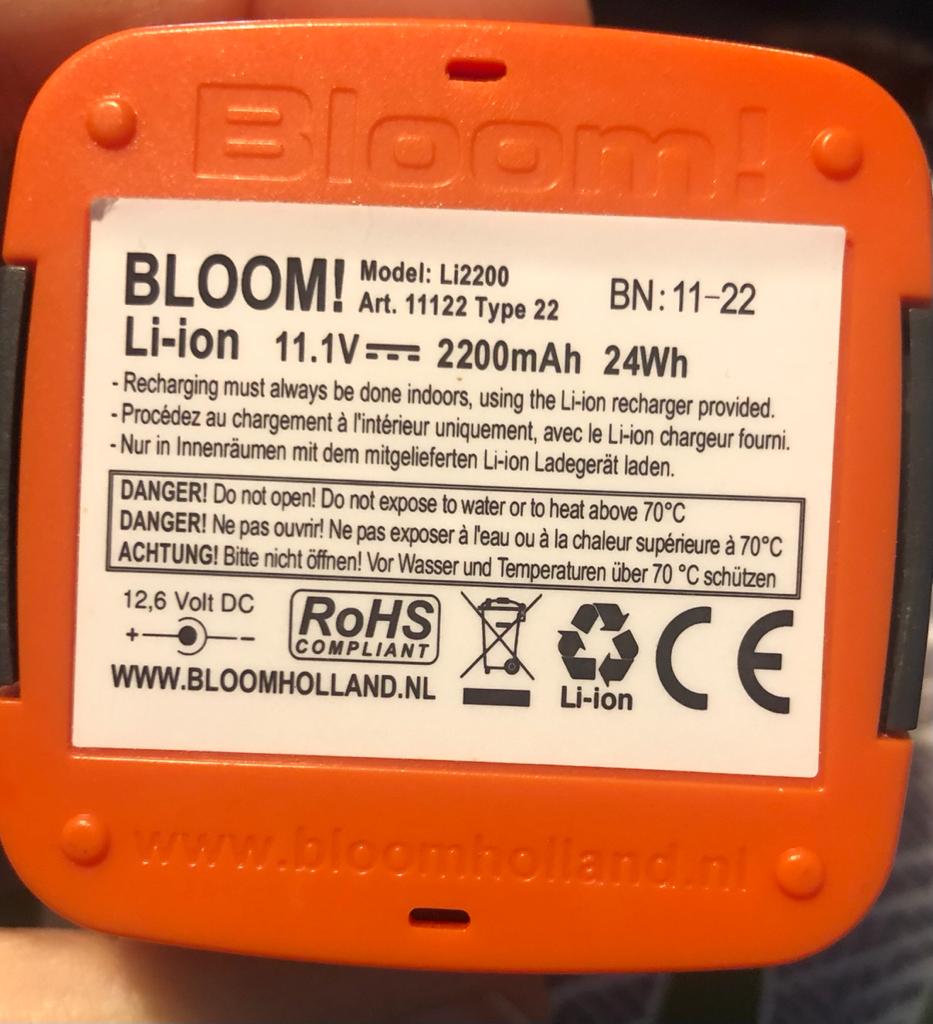 Bloom!
BLOOM! Model: Li2200
Art. 11122 Type 22
BN: 11-22
Li-ion 11.1V 2200mAh 24Wh
- Recharging must always be done indoors, using the Li-ion recharger provided.
- Procédez au chargement à l'intérieur uniquement, avec le Li-ion chargeur fourni.
- Nur in Innenräumen mit dem mitgelieferten Li-ion Ladegerät laden.
DANGER! Do not open! Do not expose to water or to heat above 70°C
DANGER! Ne pas ouvrir! Ne pas exposer à l'eau ou à la chaleur supérieure à 70°C
ACHTUNG! Bitte nicht öffnen! Vor Wasser und Temperaturen über 70 °C schützen
12,6 Volt DC
+ -
RoHS
COMPLIANT
Li-ion
CE
WWW.BLOOMHOLLAND.NL
www.bloomholland.nl